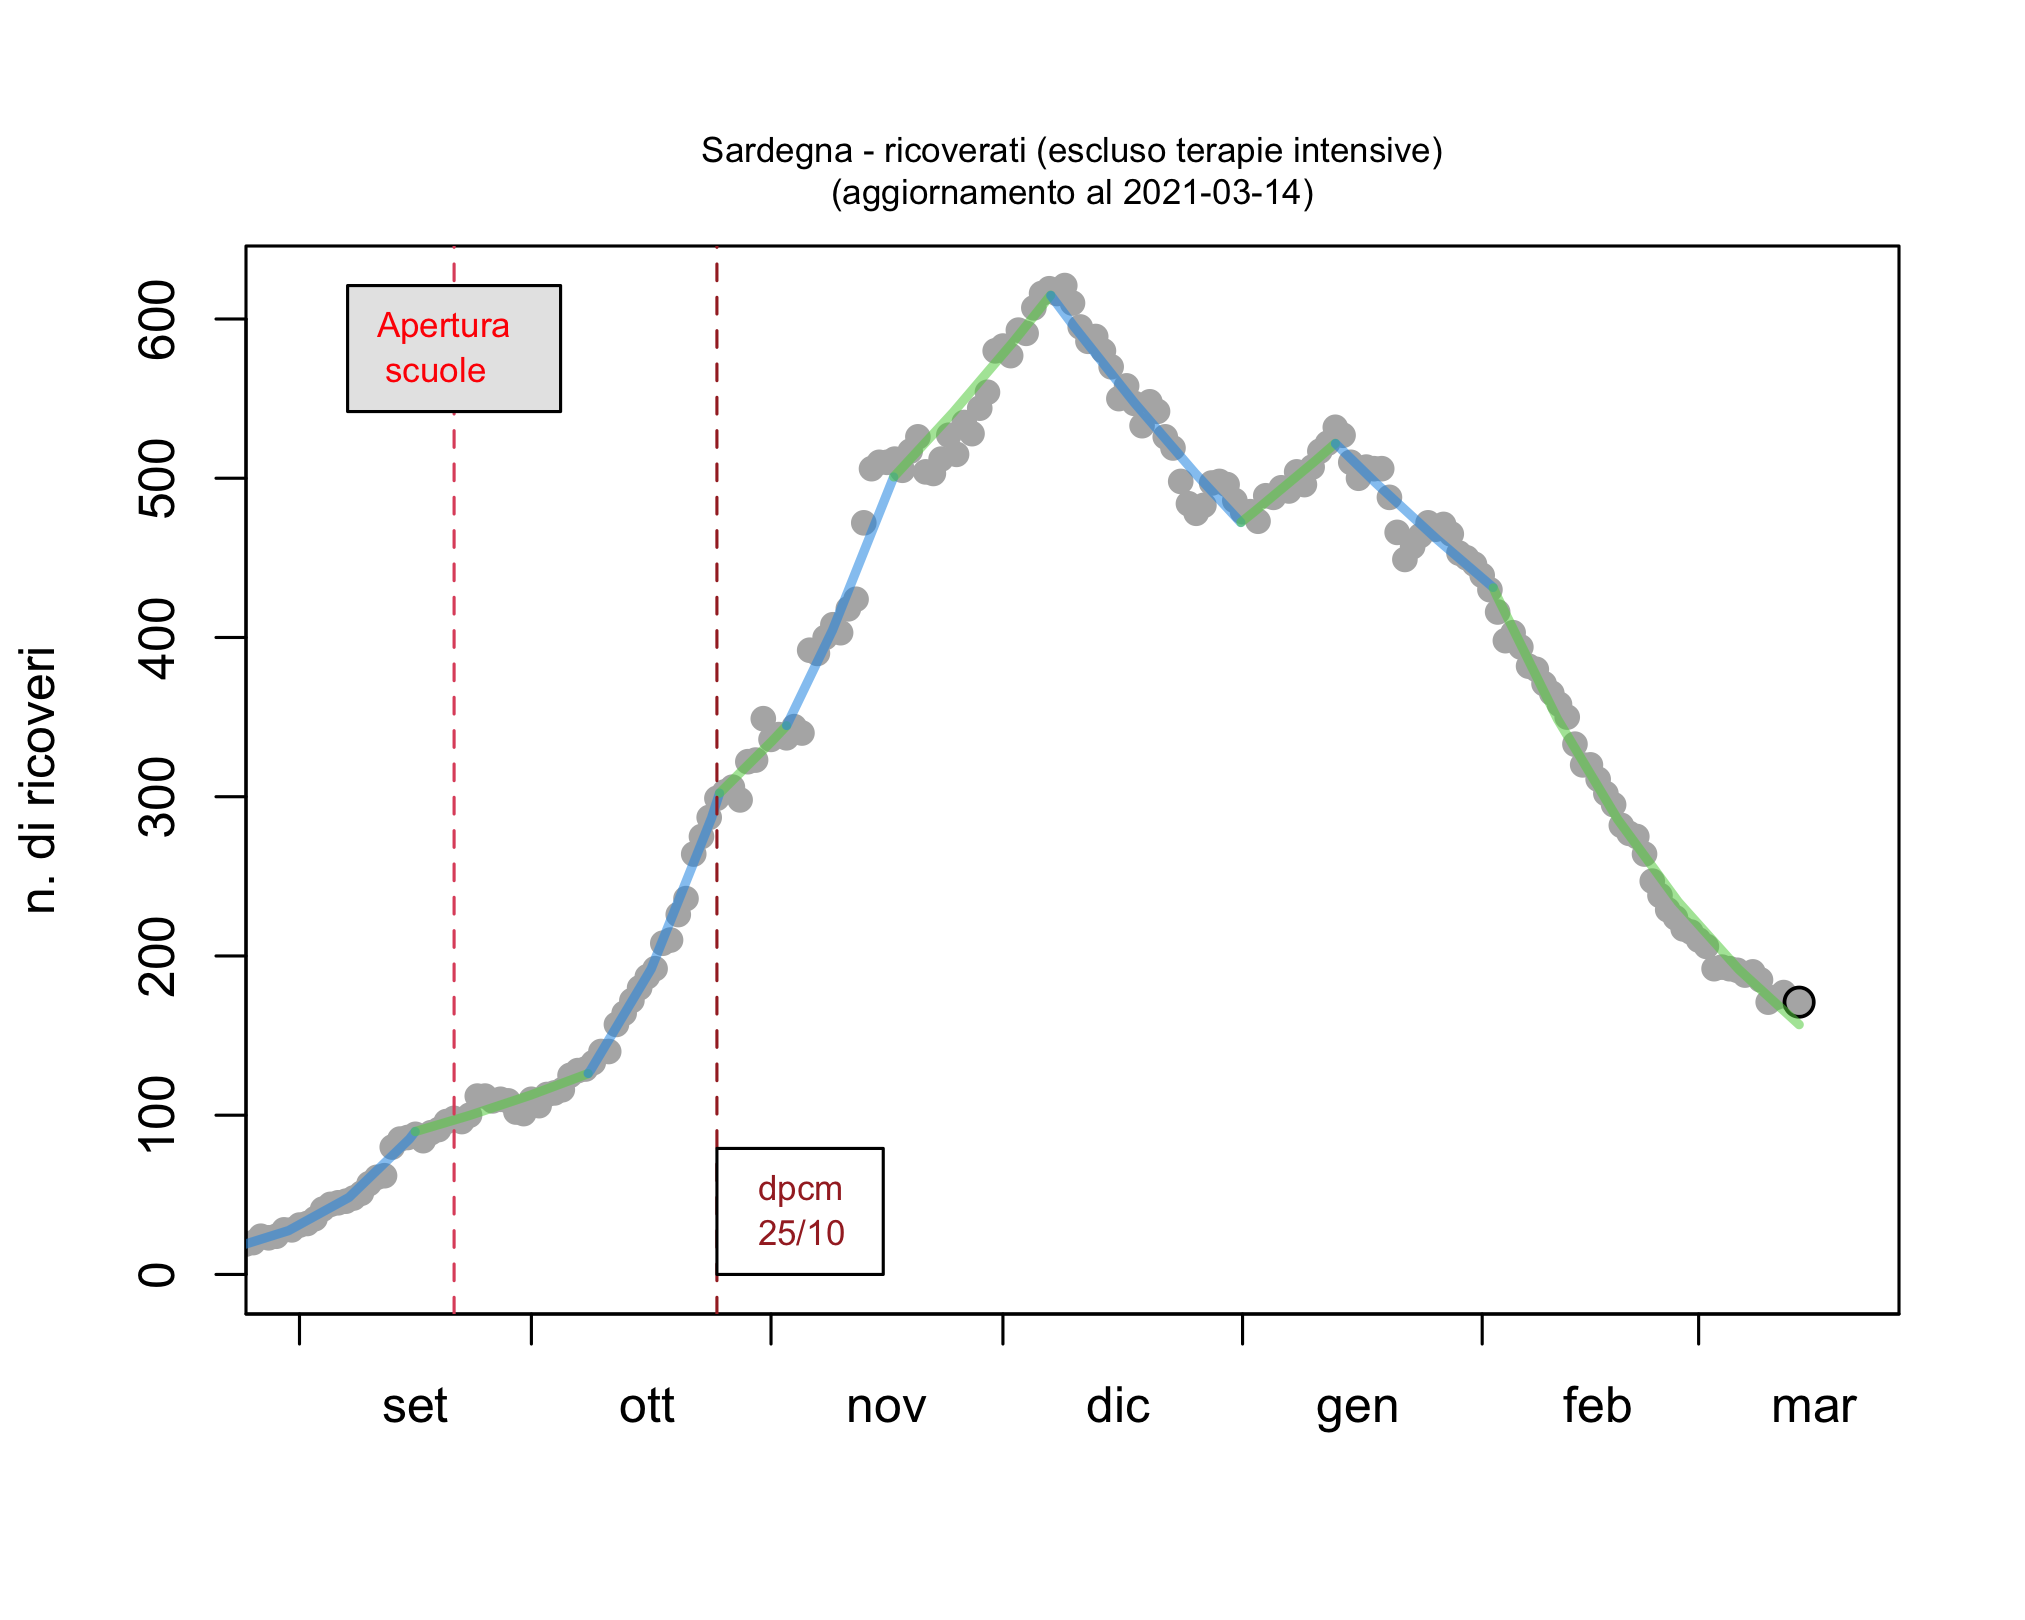 Sardegna - ricoverati (escluso terapie intensive)
(aggiornamento al 2021-03-14)
n. di ricoveri
600
500
400
300
200
100
0
Apertura
scuole
dpcm
25/10
set
ott
nov
dic
gen
feb
mar